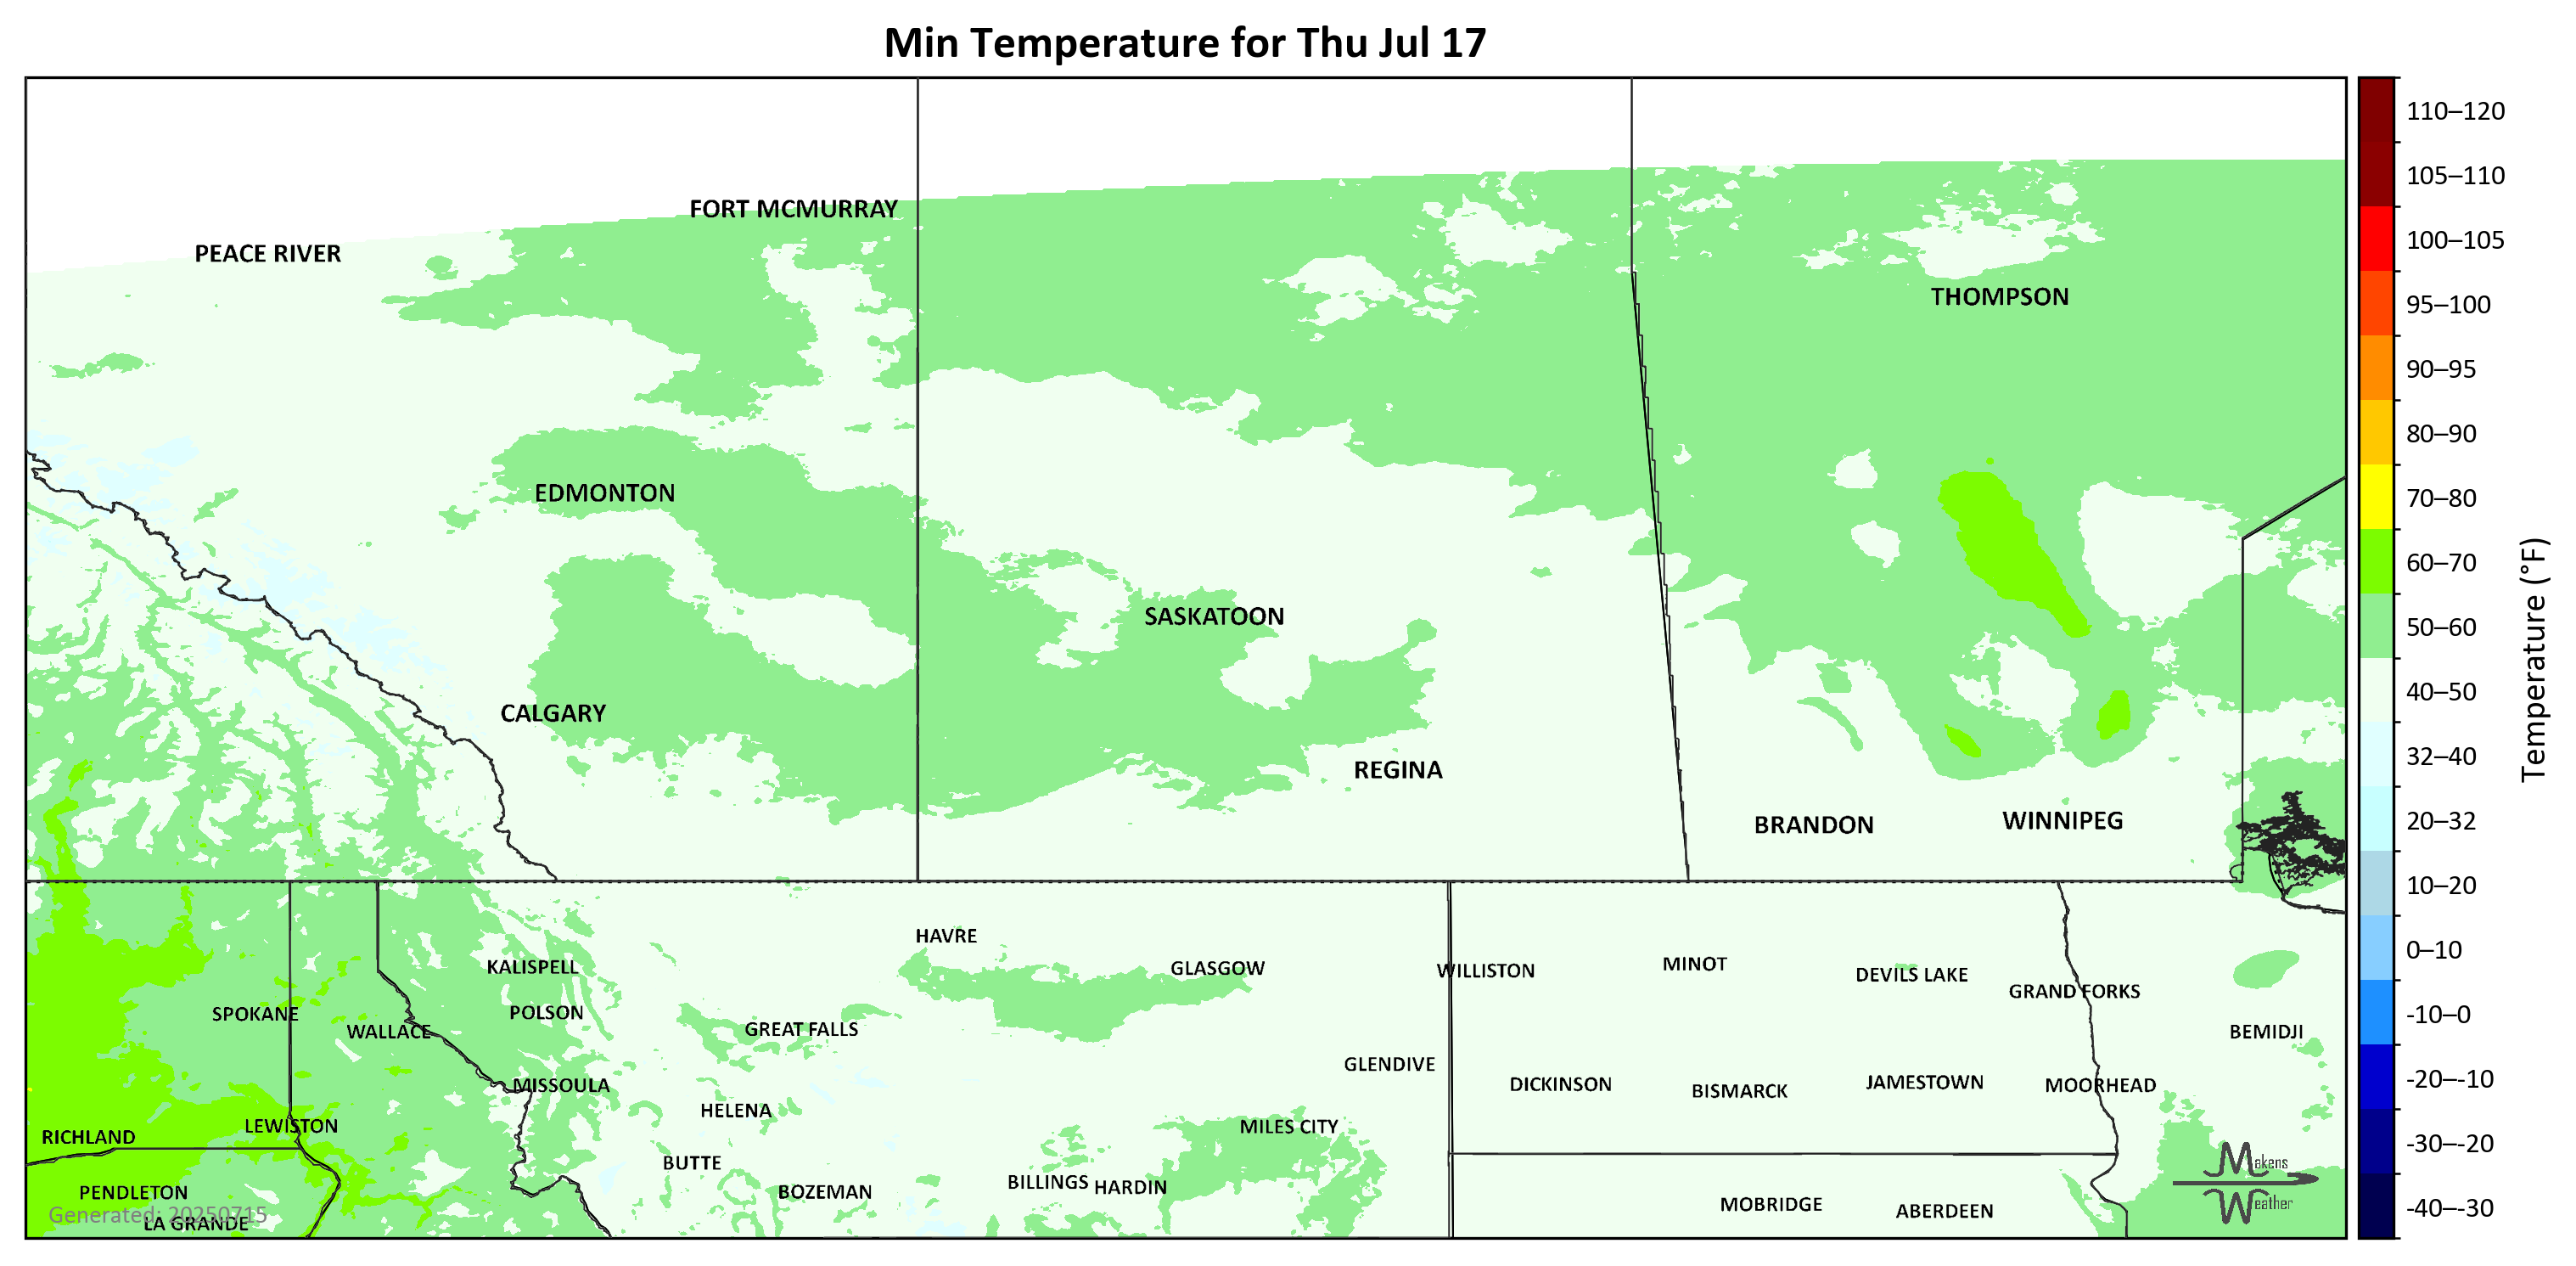 Min Temperature for Thu Jul 17
FORT MCMURRAY
PEACE RIVER
THOMPSON
EDMONTON
SASKATOON
CALGARY
REGINA
BRANDON
WINNIPEG
HAVRE
KALISPELL
GLASGOW
WILLISTON
MINOT
DEVILS LAKE
GRAND FORKS
SPOKANE
POLSON
WALLACE
GREAT FALLS
BEMIDJI
GLENDIVE
MISSOULA
DICKINSON
BISMARCK
JAMESTOWN
MOORHEAD
HELENA
LEWISTON
MILES CITY
RICHLAND
BUTTE
BILLINGS
HARDIN
PENDLETON
BOZEMAN
MOBRIDGE
ABERDEEN
Generated: 20250715
LA GRANDE
Makens
Weather
110–120
105–110
100–105
95–100
90–95
80–90
70–80
60–70
50–60
40–50
32–40
20–32
10–20
0–10
-10–0
-20–-10
-30–-20
-40–-30
Temperature (°F)